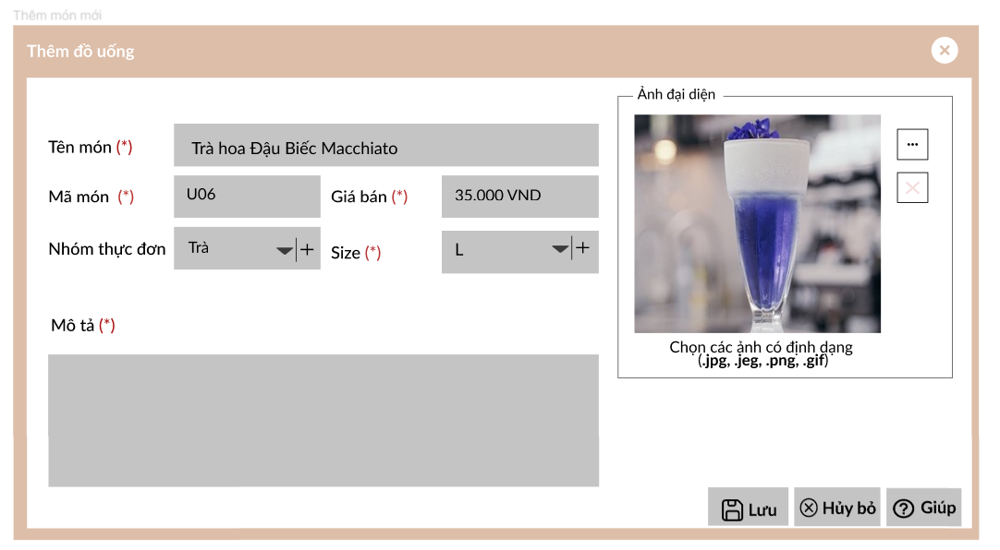 Thêm món mới
Thêm đồ uống
Ảnh đại diện
Tên món (*)
Trà hoa Đậu Biếc Macchiato
Mã món (*)
U06
Giá bán (*)
35.000 VND
Nhóm thực đơn
Trà
Size (*)
L
Mô tả (*)
Chọn các ảnh có định dạng
(.jpg, .jeg, .png, .gif)
Lưu
Hủy bỏ
Giúp